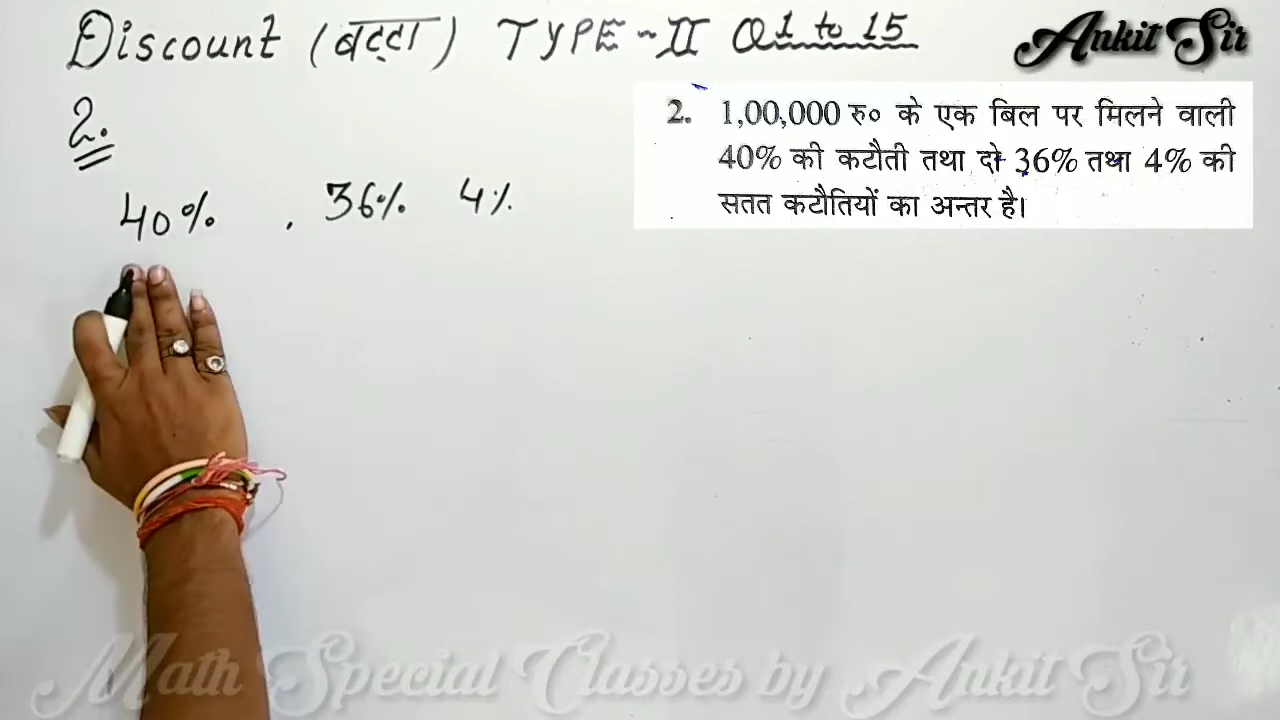 Discount (बट्टा) TYPE-II Q1 to 15
Ankit Sir
2.
40% , 36% 4%
2. 1,00,000 रु० के एक बिल पर मिलने वाली
40% की कटौती तथा दो 36% तथा 4% की
सतत कटौतियों का अन्तर है।
Math Special Classes by Ankit Sir